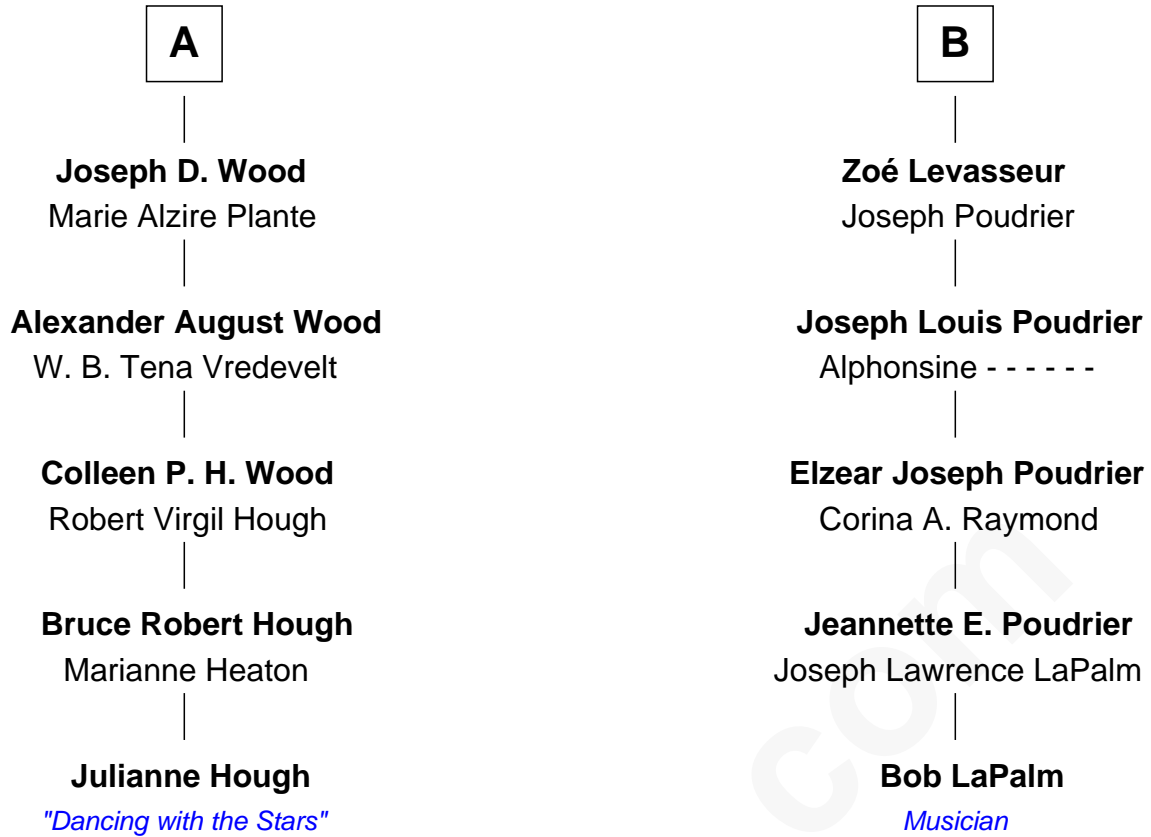 A
Joseph D. Wood
Marie Alzire Plante
Alexander August Wood
W. B. Tena Vredevelt
Colleen P. H. Wood
Robert Virgil Hough
Bruce Robert Hough
Marianne Heaton
Julianne Hough
"Dancing with the Stars"
B
Zoé Levasseur
Joseph Poudrier
Joseph Louis Poudrier
Alphonsine - - - - - -
Elzear Joseph Poudrier
Corina A. Raymond
Jeannette E. Poudrier
Joseph Lawrence LaPalm
Bob LaPalm
Musician
com